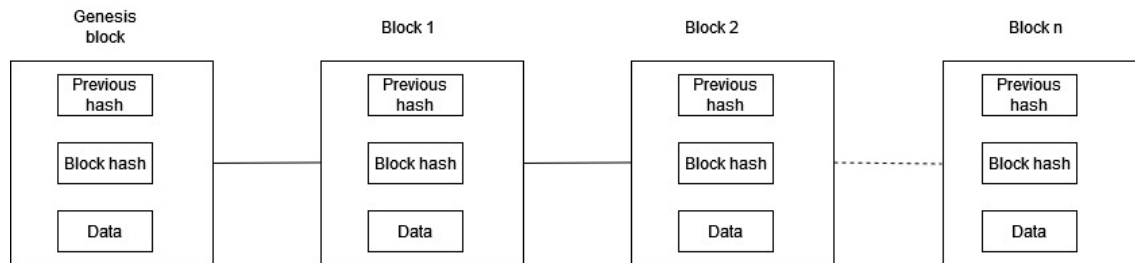 Genesis
block
Block 1
Block 2
Block n
Previous
hash
Previous
hash
Previous
hash
Previous
hash
Block hash
Block hash
Block hash
Block hash
Data
Data
Data
Data